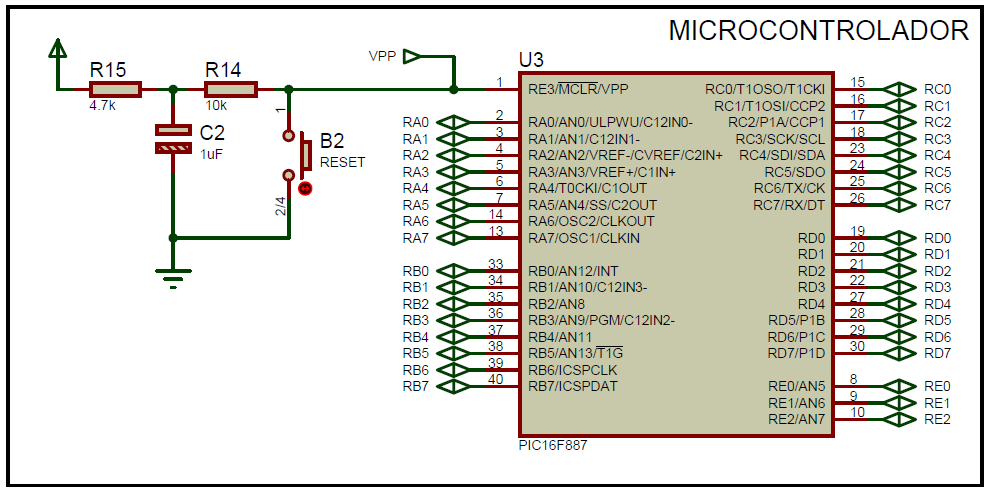 MICROCONTROLADOR
VPP
U3
R15
R14
4.7k
10k
C2
1uF
1
B2
RESET
2/4
1 RE3/MCLR/VPP
RA0 2 RA0/AN0/ULPWU/C12IN0-
RA1 3 RA1/AN1/C12IN1-
RA2 4 RA2/AN2/VREF-/CVREF/C2IN+
RA3 5 RA3/AN3/VREF+/C1IN+
RA4 6 RA4/T0CKI/C1OUT
RA5 7 RA5/AN4/SS/C2OUT
RA6 14 RA6/OSC2/CLKOUT
RA7 13 RA7/OSC1/CLKIN
RB0 33 RB0/AN12/INT
RB1 34 RB1/AN10/C12IN3-
RB2 35 RB2/AN8
RB3 36 RB3/AN9/PGM/C12IN2-
RB4 37 RB4/AN11
RB5 38 RB5/AN13/T1G
RB6 39 RB6/ICSPCLK
RB7 40 RB7/ICSPDAT
RC0/T1OSO/T1CKI 15 RC0
RC1/T1OSI/CCP2 16 RC1
RC2/P1A/CCP1 17 RC2
RC3/SCK/SCL 18 RC3
RC4/SDI/SDA 23 RC4
RC5/SDO 24 RC5
RC6/TX/CK 25 RC6
RC7/RX/DT 26 RC7
RD0 19 RD0
RD1 20 RD1
RD2 21 RD2
RD3 22 RD3
RD4 27 RD4
RD5/P1B 28 RD5
RD6/P1C 29 RD6
RD7/P1D 30 RD7
RE0/AN5 8 RE0
RE1/AN6 9 RE1
RE2/AN7 10 RE2
PIC16F887